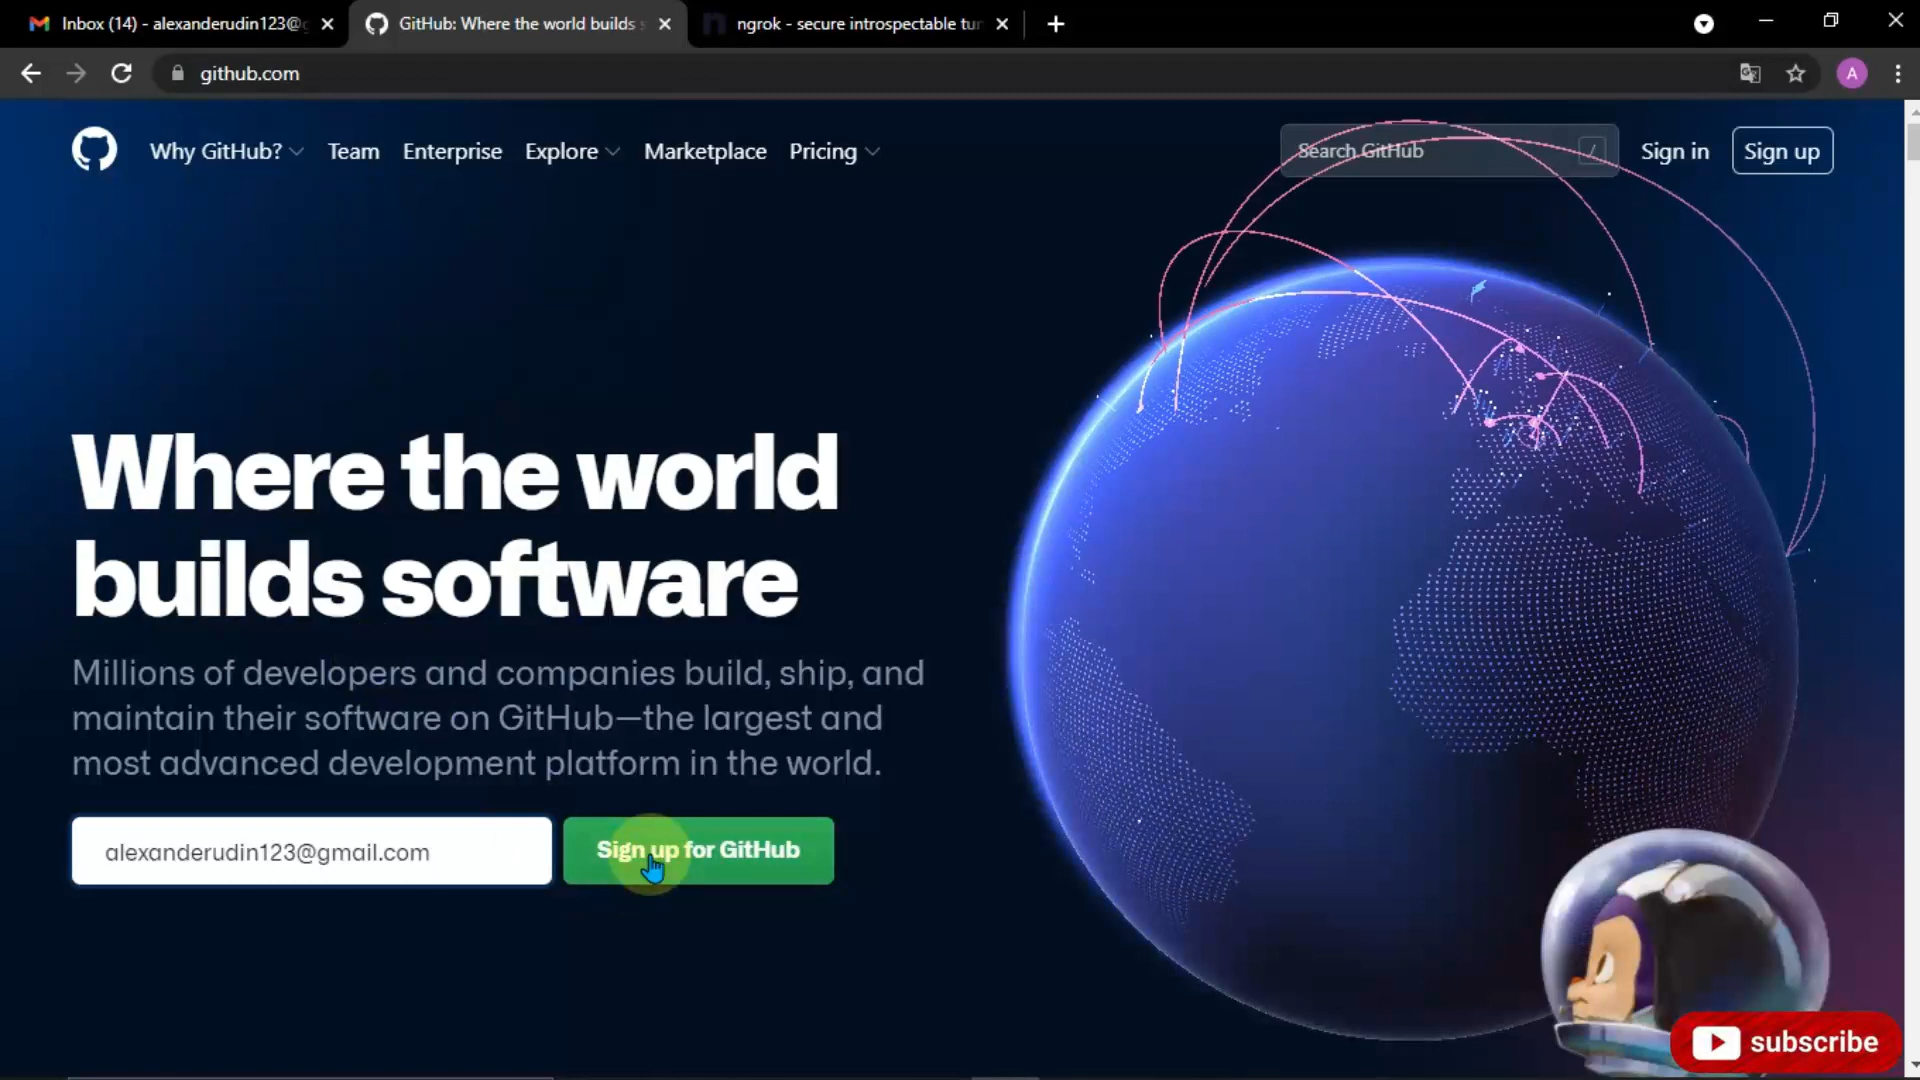 Inbox (14) - alexanderudin123@g
GitHub: Where the world builds s
ngrok - secure introspectable tun
github.com
A
Why GitHub?
Team
Enterprise
Explore
Marketplace
Pricing
Search GitHub
/
Sign in
Sign up
Where the world
builds software
Millions of developers and companies build, ship, and
maintain their software on GitHub—the largest and
most advanced development platform in the world.
alexanderudin123@gmail.com
Sign up for GitHub
subscribe